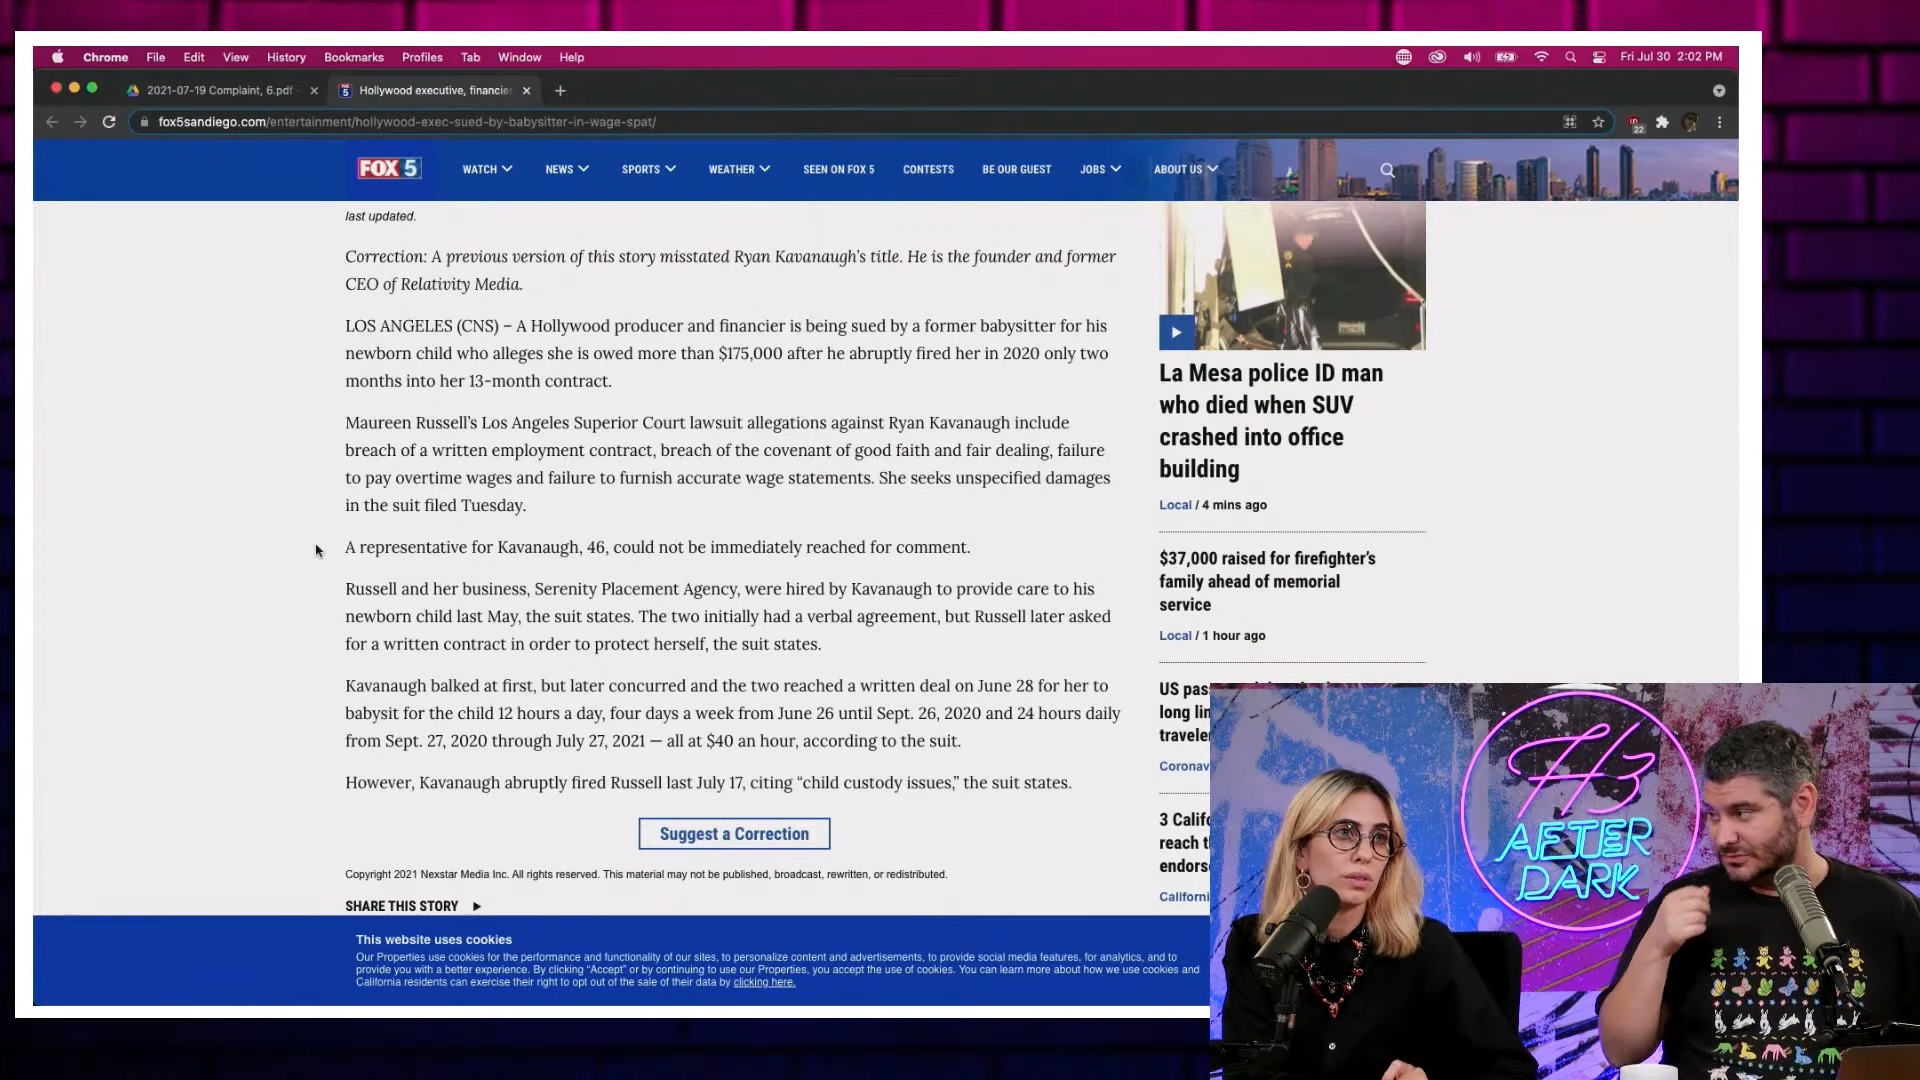 Chrome File Edit View History Bookmarks Profiles Tab Window Help Fri Jul 30 2:02 PM
2021-07-19 Complaint, 6.pdf
Hollywood executive, financier
fox5sandiego.com/entertainment/hollywood-exec-sued-by-babysitter-in-wage-spat/
22
FOX 5 WATCH NEWS SPORTS WEATHER SEEN ON FOX 5 CONTESTS BE OUR GUEST JOBS ABOUT US
last updated.
Correction: A previous version of this story misstated Ryan Kavanaugh's title. He is the founder and former
CEO of Relativity Media.
LOS ANGELES (CNS) – A Hollywood producer and financier is being sued by a former babysitter for his
newborn child who alleges she is owed more than $175,000 after he abruptly fired her in 2020 only two
months into her 13-month contract.
Maureen Russell's Los Angeles Superior Court lawsuit allegations against Ryan Kavanaugh include
breach of a written employment contract, breach of the covenant of good faith and fair dealing, failure
to pay overtime wages and failure to furnish accurate wage statements. She seeks unspecified damages
in the suit filed Tuesday.
A representative for Kavanaugh, 46, could not be immediately reached for comment.
Russell and her business, Serenity Placement Agency, were hired by Kavanaugh to provide care to his
newborn child last May, the suit states. The two initially had a verbal agreement, but Russell later asked
for a written contract in order to protect herself, the suit states.
Kavanaugh balked at first, but later concurred and the two reached a written deal on June 28 for her to
babysit for the child 12 hours a day, four days a week from June 26 until Sept. 26, 2020 and 24 hours daily
from Sept. 27, 2020 through July 27, 2021 — all at $40 an hour, according to the suit.
However, Kavanaugh abruptly fired Russell last July 17, citing “child custody issues,” the suit states.
Suggest a Correction
Copyright 2021 Nexstar Media Inc. All rights reserved. This material may not be published, broadcast, rewritten, or redistributed.
SHARE THIS STORY
La Mesa police ID man
who died when SUV
crashed into office
building
Local / 4 mins ago
$37,000 raised for firefighter's
family ahead of memorial
service
Local / 1 hour ago
US pas
long lin
travele
Coronav
3 Califo
reach t
endors
Californi
This website uses cookies
Our Properties use cookies for the performance and functionality of our sites, to personalize content and advertisements, to provide social media features, for analytics, and to
provide you with a better experience. By clicking "Accept" or by continuing to use our Properties, you accept the use of cookies. You can learn more about how we use cookies and
California residents can exercise their right to opt out of the sale of their data by clicking here.
H3
AFTER
DARK